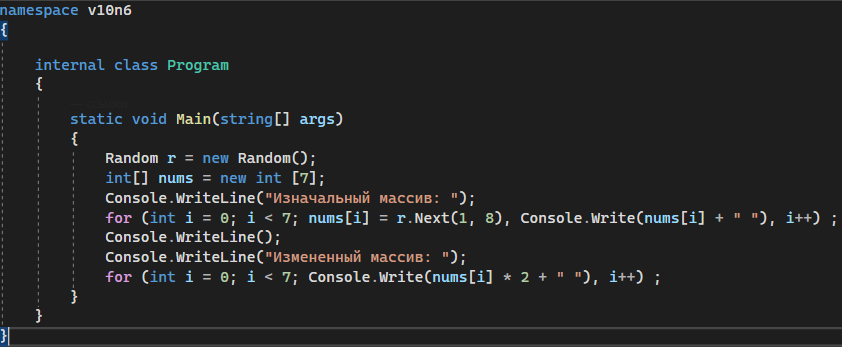 namespace v10n6
{
internal class Program
{
static void Main(string[] args)
{
Random r = new Random();
int[] nums = new int [7];
Console.WriteLine("Изначальный массив: ");
for (int i = 0; i < 7; nums[i] = r.Next(1, 8), Console.Write(nums[i] + " "), i++) ;
Console.WriteLine();
Console.WriteLine("Измененный массив: ");
for (int i = 0; i < 7; Console.Write(nums[i] * 2 + " "), i++) ;
}
}
}